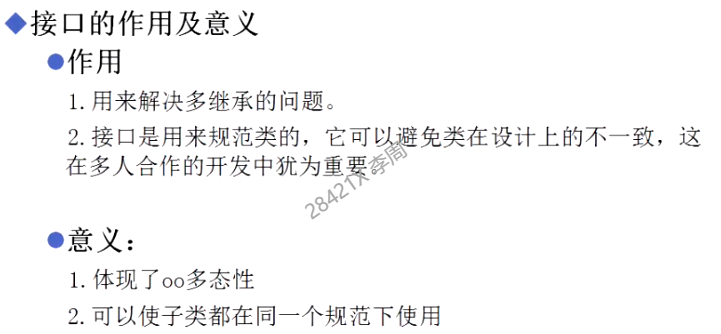 接口的作用及意义
作用
1.用来解决多继承的问题。
2.接口是用来规范类的，它可以避免类在设计上的不一致，这
在多人合作的开发中犹为重要。
28421X李周
意义：
1.体现了oo多态性
2.可以使子类都在同一个规范下使用